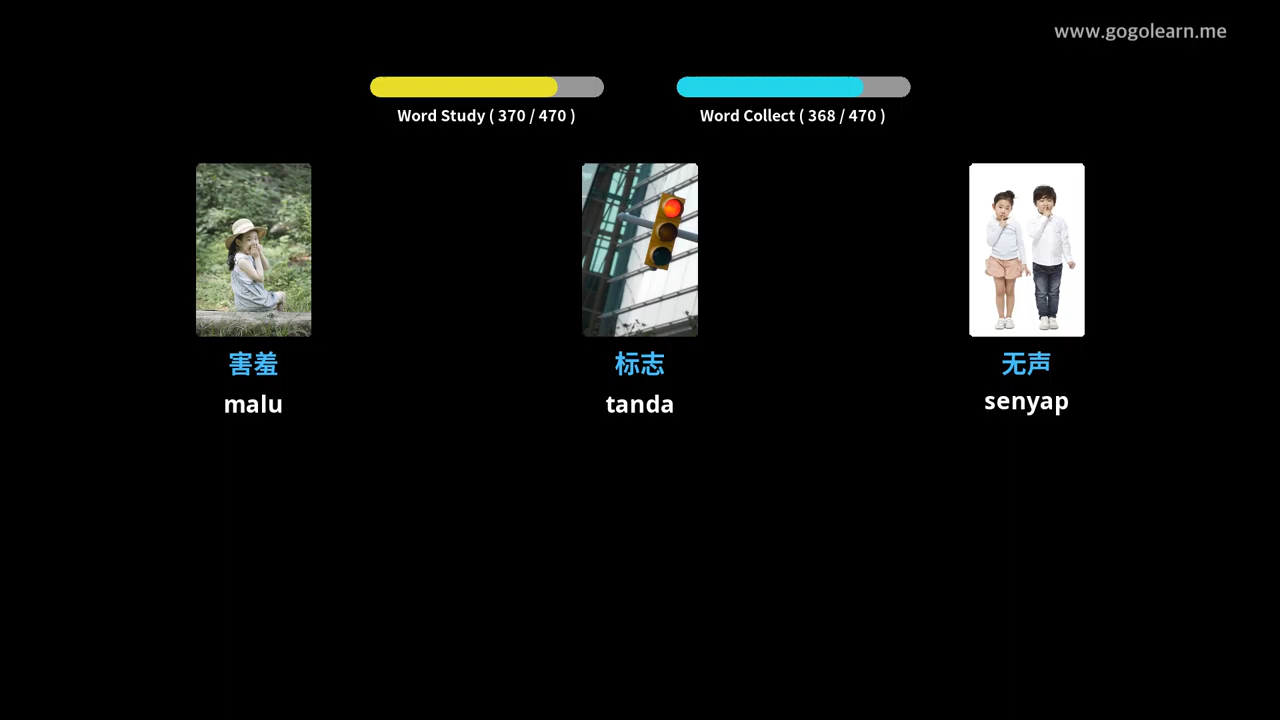 www.gogolearn.me
Word Study ( 370 / 470 )
Word Collect ( 368 / 470 )
害羞
malu
标志
tanda
无声
senyap